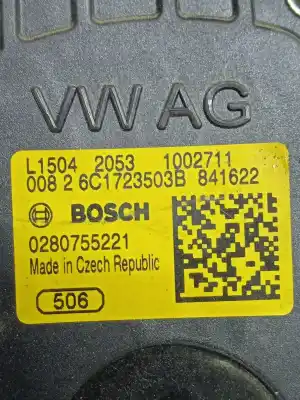 VW AG
L1504 2053 1002711
008 2 6C1723503B 841622
BOSCH
0280755221
Made in Czech Republic
506